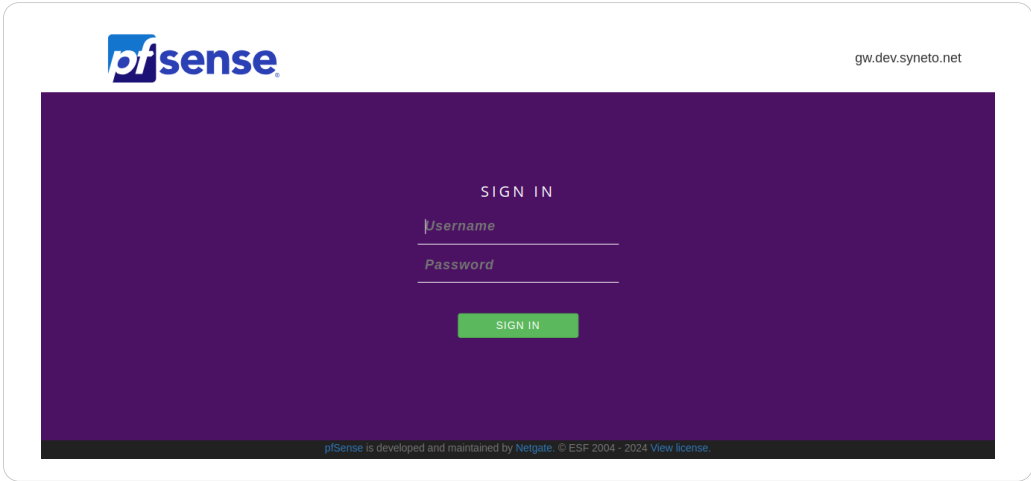 pfsense®
gw.dev.syneto.net
SIGN IN
Username
Password
SIGN IN
pfSense is developed and maintained by Netgate. © ESF 2004 - 2024 View license.